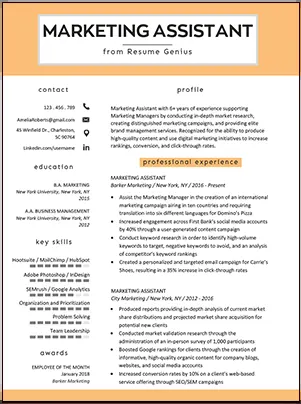 MARKETING ASSISTANT
from Resume Genius
contact
123 . 456 . 789
AmeliaRoberts@gmail.com
45 Winfield Dr., Charleston,
SC 90764
Linkedin.com/username
education
B.A. MARKETING
New York University, New York, NY
2015
A.A. BUSINESS MANAGEMENT
New York University, New York, NY
2012
key skills
Hootsuite / MailChimp / HubSpot
Adobe Photoshop / InDesign
SEMrush / Google Analytics
Organization and Prioritization
Problem Solving
Team Leadership
awards
EMPLOYEE OF THE MONTH
January 2018
Barker Marketing
profile
Marketing Assistant with 6+ years of experience supporting
Marketing Managers by conducting in-depth market research,
creating distinguished marketing campaigns, and providing elite
brand management services. Recognized for the ability to produce
high-quality content and use digital marketing initiatives to increase
rankings, conversion, and click-through rates.
professional experience
MARKETING ASSISTANT
Barker Marketing / New York, NY / 2016 - Present
• Assist the Marketing Manager in the creation of an international
marketing campaign airing in ten countries and requiring
translation into six different languages for Domino's Pizza
• Increased engagement across First Bank's social media accounts
by 40% through a user-generated content campaign
• Conduct keyword research in order to identify high-volume
keywords to target, negative keywords to avoid, and an analysis
of competitor's keyword rankings
• Created a personalized and targeted email campaign for Carrie's
Shoes, resulting in a 35% increase in click-through rates
MARKETING ASSISTANT
City Marketing / New York, NY / 2012 - 2016
• Produced reports providing in-depth analysis of current market
share distributions and projected market share acquisition for
potential new clients
• Conducted market validation research through the
administration of an in-person survey of 1,000 participants
• Boosted Google rankings for clients through the creation of
informative, high-quality organic content for company blogs,
websites, and social media accounts
• Increased conversion rates by 10% on a client's web-based
service offering through SEO/SEM campaigns